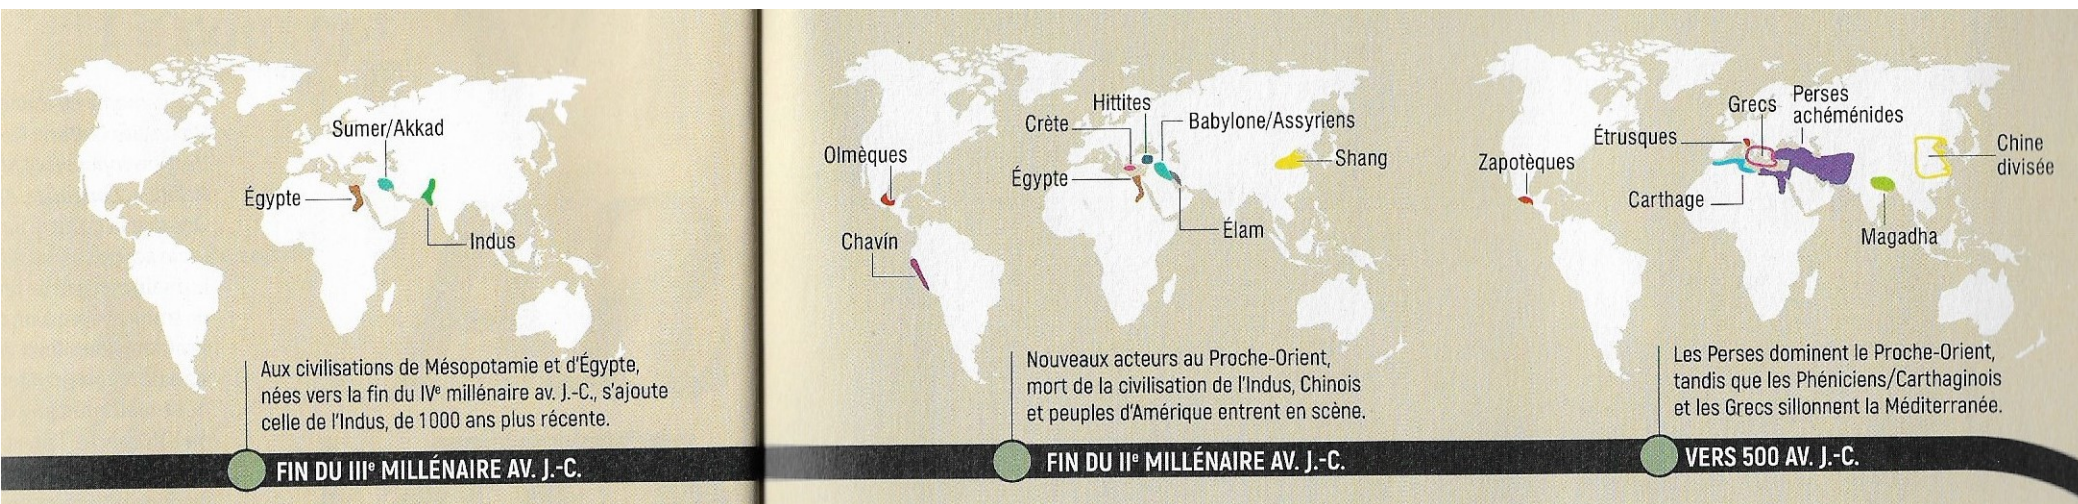 Sumer/Akkad
Égypte
Indus
Aux civilisations de Mésopotamie et d'Égypte,
nées vers la fin du IVᵉ millénaire av. J.-C., s'ajoute
celle de l'Indus, de 1000 ans plus récente.
FIN DU IIIᵉ MILLÉNAIRE AV. J.-C.
Hittites
Crète
Babylone/Assyriens
Olmèques
Shang
Égypte
Élam
Chavín
Nouveaux acteurs au Proche-Orient,
mort de la civilisation de l'Indus, Chinois
et peuples d'Amérique entrent en scène.
FIN DU IIᵉ MILLÉNAIRE AV. J.-C.
Grecs
Perses
achéménides
Étrusques
Zapotèques
Chine
divisée
Carthage
Magadha
Les Perses dominent le Proche-Orient,
tandis que les Phéniciens/Carthaginois
et les Grecs sillonnent la Méditerranée.
VERS 500 AV. J.-C.